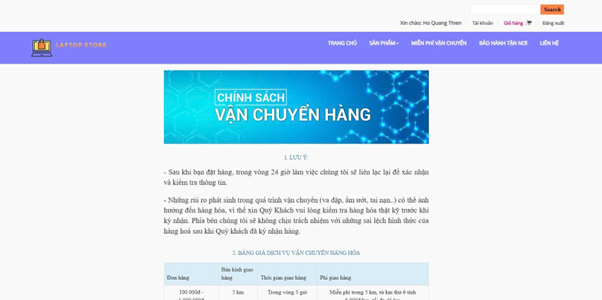 Search
Xin chào: Ho Quang Thien
Tài khoản
Giỏ hàng
Đăng xuất
LAPTOP STORE
TRANG CHỦ
SẢN PHẨM
MIỄN PHÍ VẬN CHUYỂN
BẢO HÀNH TẬN NƠI
LIÊN HỆ
CHÍNH SÁCH
VẬN CHUYỂN HÀNG
1. LƯU Ý:
- Sau khi bạn đặt hàng, trong vòng 24 giờ làm việc chúng tôi sẽ liên lạc lại để xác nhận
và kiểm tra thông tin.
- Những rủi ro phát sinh trong quá trình vận chuyển (va đập, ẩm ướt, tai nạn..) có thể ảnh
hưởng đến hàng hóa, vì thế xin Quý Khách vui lòng kiểm tra hàng hóa thật kỹ trước khi
ký nhận. Phía bên chúng tôi sẽ không chịu trách nhiệm với những sai lệch hình thức của
hàng hoá sau khi Quý khách đã ký nhận hàng.
2. BẢNG GIÁ DỊCH VỤ VẬN CHUYỂN HÀNG HÓA
Đơn hàng
Bán kính giao
hàng
Thời gian giao hàng
Phí giao hàng
100.000đ -
5 km
Trong vòng 3 giờ
Miễn phí trong 5 km, từ km thứ 6 tính